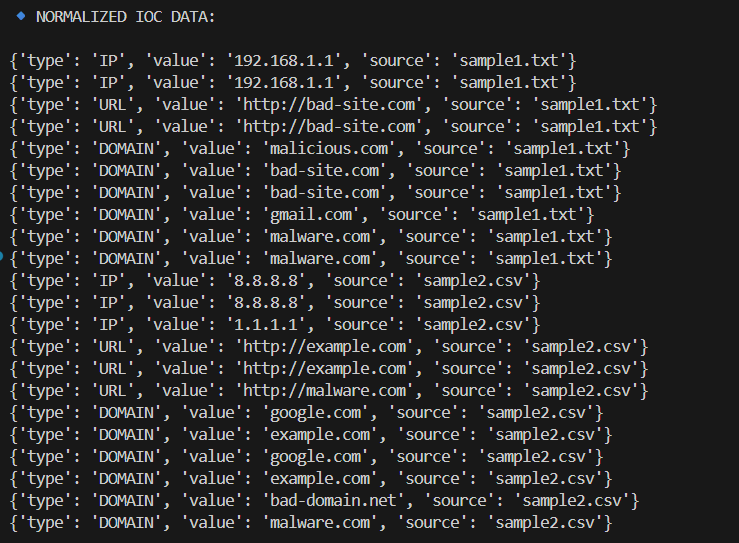 🔹 NORMALIZED IOC DATA:
{'type': 'IP', 'value': '192.168.1.1', 'source': 'sample1.txt'}
{'type': 'IP', 'value': '192.168.1.1', 'source': 'sample1.txt'}
{'type': 'URL', 'value': 'http://bad-site.com', 'source': 'sample1.txt'}
{'type': 'URL', 'value': 'http://bad-site.com', 'source': 'sample1.txt'}
{'type': 'DOMAIN', 'value': 'malicious.com', 'source': 'sample1.txt'}
{'type': 'DOMAIN', 'value': 'bad-site.com', 'source': 'sample1.txt'}
{'type': 'DOMAIN', 'value': 'bad-site.com', 'source': 'sample1.txt'}
{'type': 'DOMAIN', 'value': 'gmail.com', 'source': 'sample1.txt'}
{'type': 'DOMAIN', 'value': 'malware.com', 'source': 'sample1.txt'}
{'type': 'DOMAIN', 'value': 'malware.com', 'source': 'sample1.txt'}
{'type': 'IP', 'value': '8.8.8.8', 'source': 'sample2.csv'}
{'type': 'IP', 'value': '8.8.8.8', 'source': 'sample2.csv'}
{'type': 'IP', 'value': '1.1.1.1', 'source': 'sample2.csv'}
{'type': 'URL', 'value': 'http://example.com', 'source': 'sample2.csv'}
{'type': 'URL', 'value': 'http://example.com', 'source': 'sample2.csv'}
{'type': 'URL', 'value': 'http://malware.com', 'source': 'sample2.csv'}
{'type': 'DOMAIN', 'value': 'google.com', 'source': 'sample2.csv'}
{'type': 'DOMAIN', 'value': 'example.com', 'source': 'sample2.csv'}
{'type': 'DOMAIN', 'value': 'google.com', 'source': 'sample2.csv'}
{'type': 'DOMAIN', 'value': 'example.com', 'source': 'sample2.csv'}
{'type': 'DOMAIN', 'value': 'bad-domain.net', 'source': 'sample2.csv'}
{'type': 'DOMAIN', 'value': 'malware.com', 'source': 'sample2.csv'}